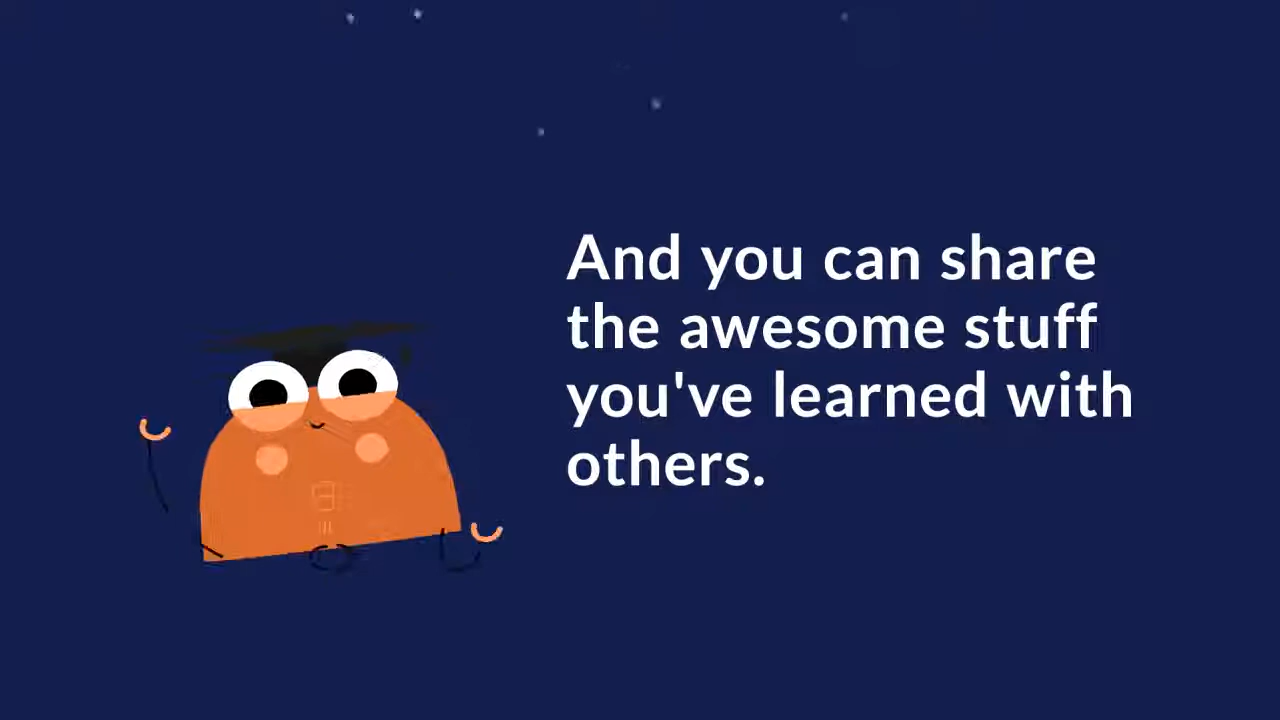 And you can share
the awesome stuff
you've learned with
others.